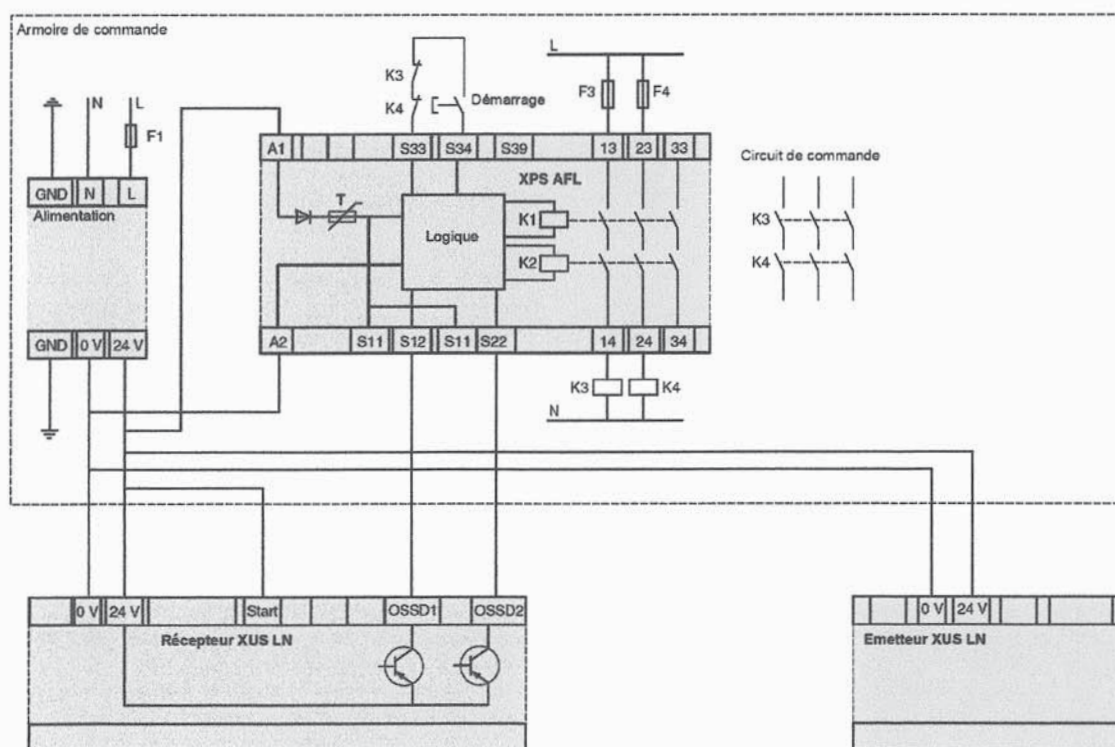 Armoire de commande
N L
F1
GND N L
Alimentation
GND 0 V 24 V
K3
K4
Démarrage
L
F3 F4
A1 S33 S34 S39 13 23 33
XPS AFL
T
Logique
K1
K2
A2 S11 S12 S11 S22 14 24 34
K3 K4
N
Circuit de commande
K3
K4
0 V 24 V Start OSSD1 OSSD2
Récepteur XUS LN
0 V 24 V
Emetteur XUS LN